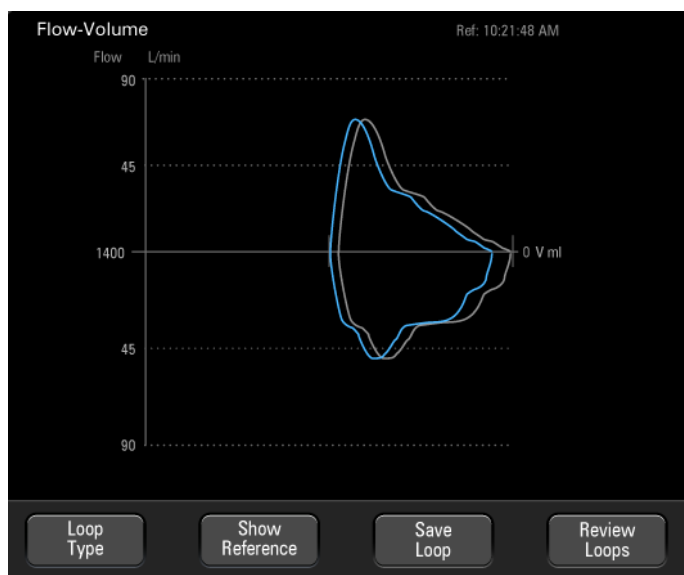 Flow-Volume
Ref: 10:21:48 AM
Flow L/min
90
45
1400
0 V ml
45
90
Loop
Type
Show
Reference
Save
Loop
Review
Loops